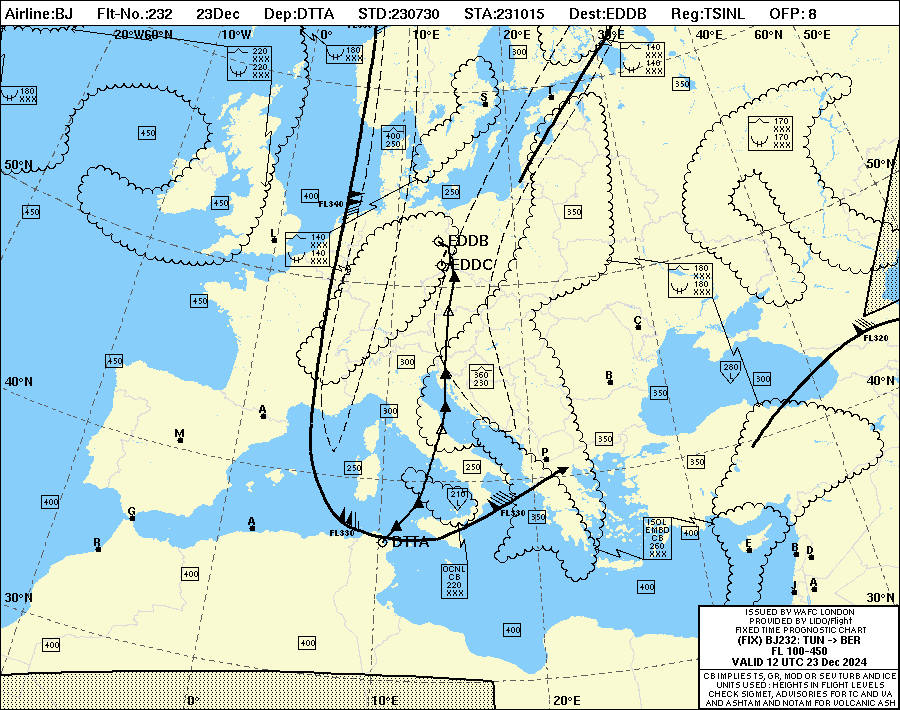 Airline:BJ Flt-No.:232 23Dec Dep:DTTA STD:230730 STA:231015 Dest:EDDB Reg:TSINL OFP: 8
20°W60°N 10°W 0° 10°E 20°E 30°E 40°E 60°N 50°E
220
XXX
220
XXX
180
XXX
300
140
XXX
140
XXX
350
180
XXX
S
T
400
250
450
170
XXX
170
XXX
50°N
50°N
450
450
400
FL340
250
350
L
140
XXX
140
XXX
EDDB
EDDC
180
XXX
180
XXX
450
C
FL320
450
300
360
230
280
300
40°N
B
40°N
350
A
300
M
350
P
250
250
350
400
210
G
FL330
FL330
350
A
ISOL
EMBD
CB
260
XXX
400
R
DTTA
E
B
D
OCNL
CB
220
XXX
400
400
J
A
30°N
30°N
400
400
400
ISSUED BY WAFC LONDON
PROVIDED BY LIDO/Flight
FIXED TIME PROGNOSTIC CHART
(FIX) BJ232: TUN -> BER
FL 100-450
VALID 12 UTC 23 Dec 2024
CB IMPLIES TS, GR, MOD OR SEV TURB AND ICE
UNITS USED : HEIGHTS IN FLIGHT LEVELS
CHECK SIGMET, ADVISORIES FOR TC AND VA
AND ASHTAM AND NOTAM FOR VOLCANIC ASH
0° 10°E 20°E